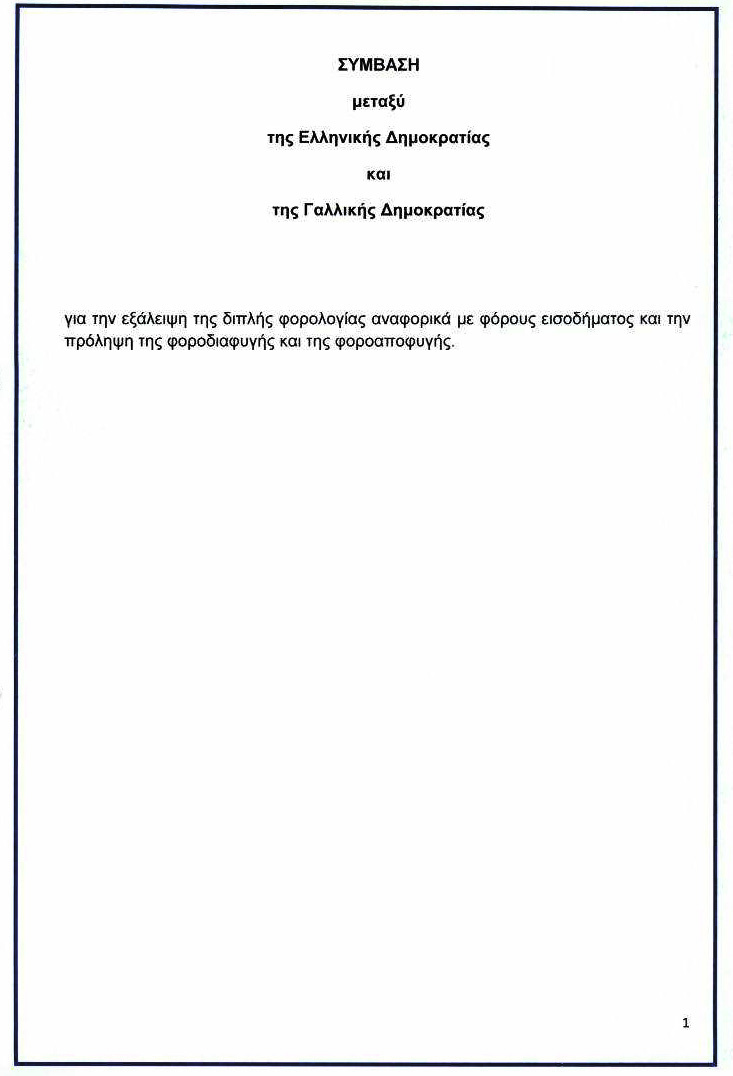 ΣΥΜΒΑΣΗ
μεταξύ
της Ελληνικής Δημοκρατίας
και
της Γαλλικής Δημοκρατίας
για την εξάλειψη της διπλής φορολογίας αναφορικά με φόρους εισοδήματος και την
πρόληψη της φοροδιαφυγής και της φοροαποφυγής.
1